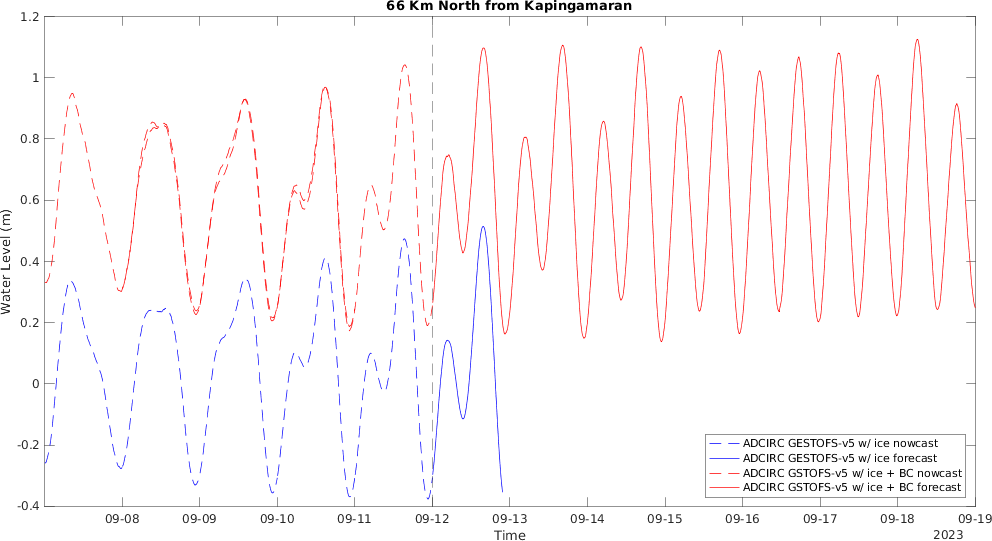 66 Km North from Kapingamaran
1.2
1
0.8
0.6
0.4
0.2
0
-0.2
-0.4
Water Level (m)
ADCIRC GESTOFS-v5 w/ ice nowcast
ADCIRC GESTOFS-v5 w/ ice forecast
ADCIRC GSTOFS-v5 w/ ice + BC nowcast
ADCIRC GSTOFS-v5 w/ ice + BC forecast
09-08 09-09 09-10 09-11 09-12 09-13 09-14 09-15 09-16 09-17 09-18 09-19
Time
2023